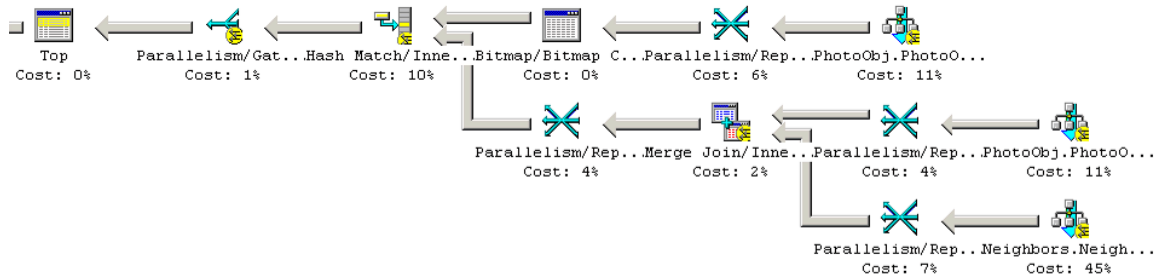 Top Parallelism/Gat...Hash Match/Inne...Bitmap/Bitmap C...Parallelism/Rep...PhotoObj.PhotoO...
Cost: 0% Cost: 1% Cost: 10% Cost: 0% Cost: 6% Cost: 11%
Parallelism/Rep...Merge Join/Inne...Parallelism/Rep...PhotoObj.PhotoO...
Cost: 4% Cost: 2% Cost: 4% Cost: 11%
Parallelism/Rep...Neighbors.Neigh...
Cost: 7% Cost: 45%